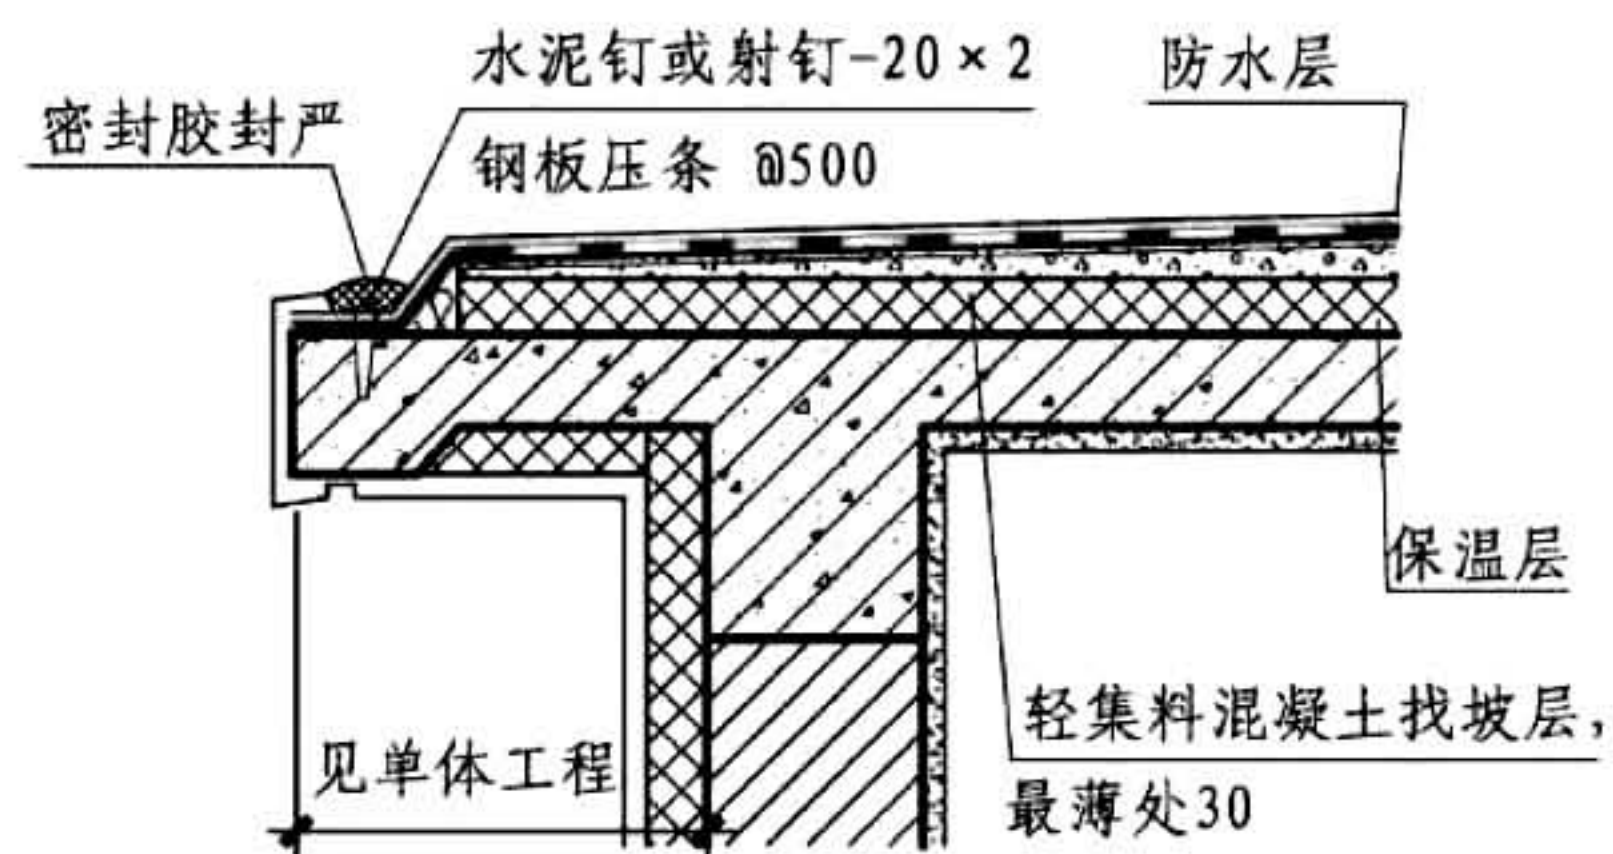 水泥钉或射钉-20×2
钢板压条 @500
防水层
密封胶封严
保温层
轻集料混凝土找坡层，
最薄处30
见单体工程